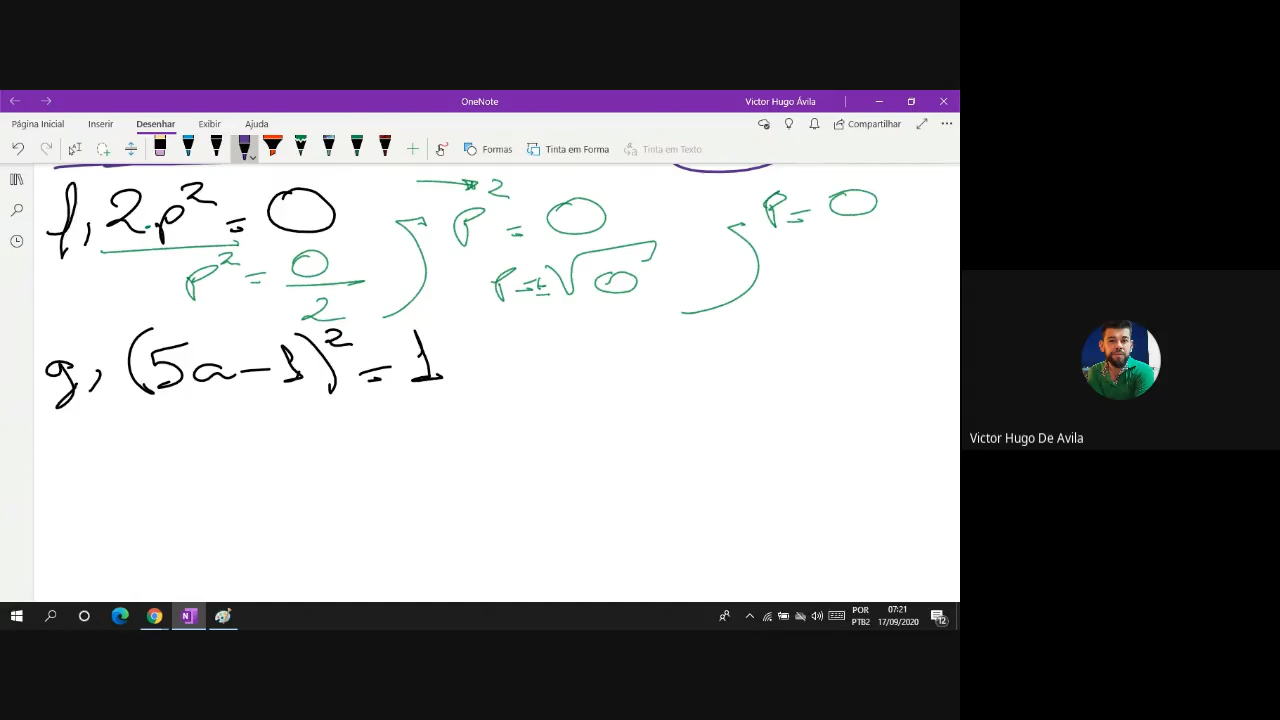 OneNote
Victor Hugo Ávila
Página Inicial Inserir Desenhar Exibir Ajuda
Compartilhar
Formas Tinta em Forma Tinta em Texto
f, 2.p² = 0
p² = 0/2
p² = 0
p = ±√0
p = 0
g, (5a - 1)² = 1
Victor Hugo De Avila
N
POR
PTB2
07:21
17/09/2020
12